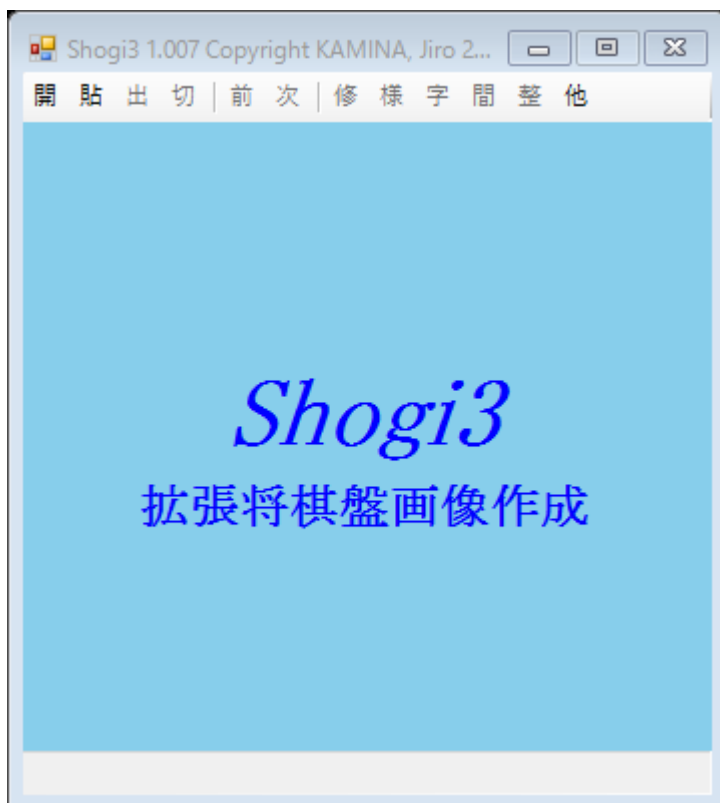 Shogi3 1.007 Copyright KAMINA, Jiro 2...
開 貼 出 切 前 次 修 様 字 間 整 他
Shogi3
拡張将棋盤画像作成